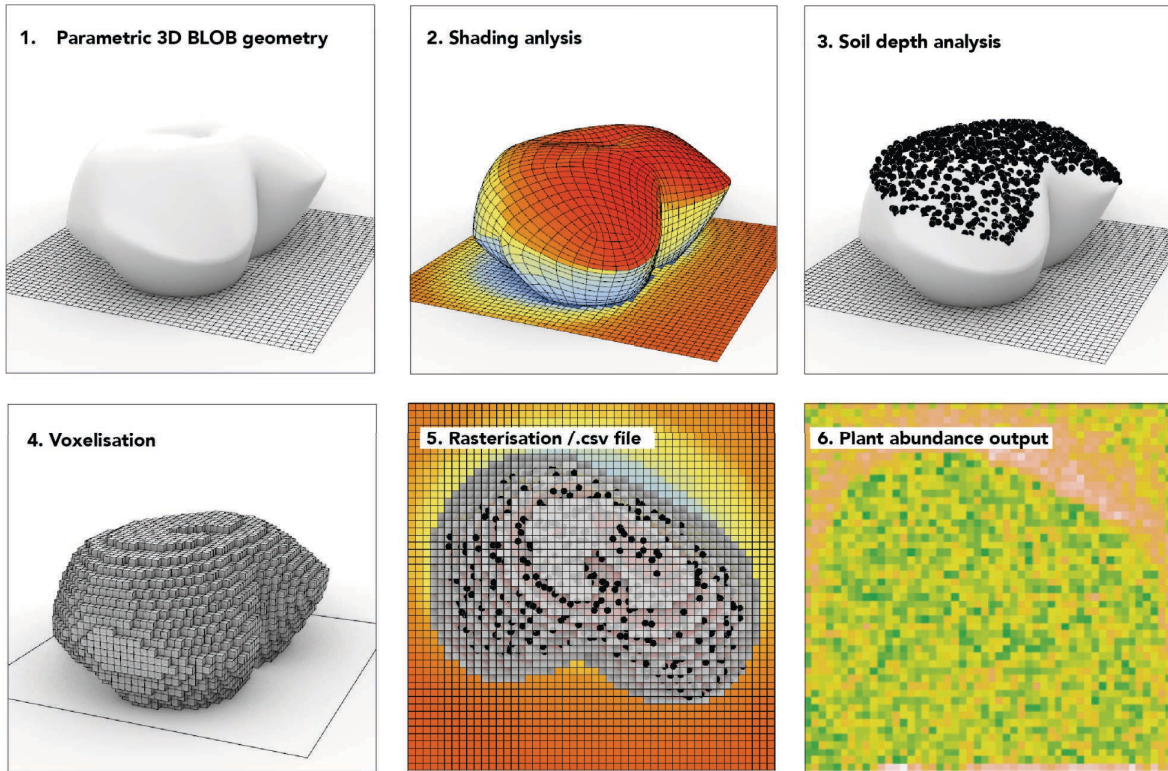 1. Parametric 3D BLOB geometry
2. Shading anlysis
3. Soil depth analysis
4. Voxelisation
5. Rasterisation /.csv file
6. Plant abundance output